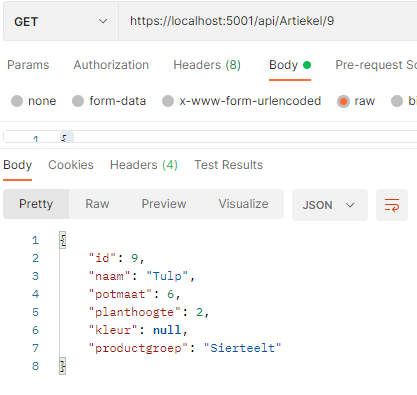 GET https://localhost:5001/api/Artiekel/9
Params Authorization Headers (8) Body Pre-request
none form-data x-www-form-urlencoded raw
1 {
Body Cookies Headers (4) Test Results
Pretty Raw Preview Visualize JSON
1 {
2 "id": 9,
3 "naam": "Tulp",
4 "potmaat": 6,
5 "planthoogte": 2,
6 "kleur": null,
7 "productgroep": "Sierteelt"
8 }